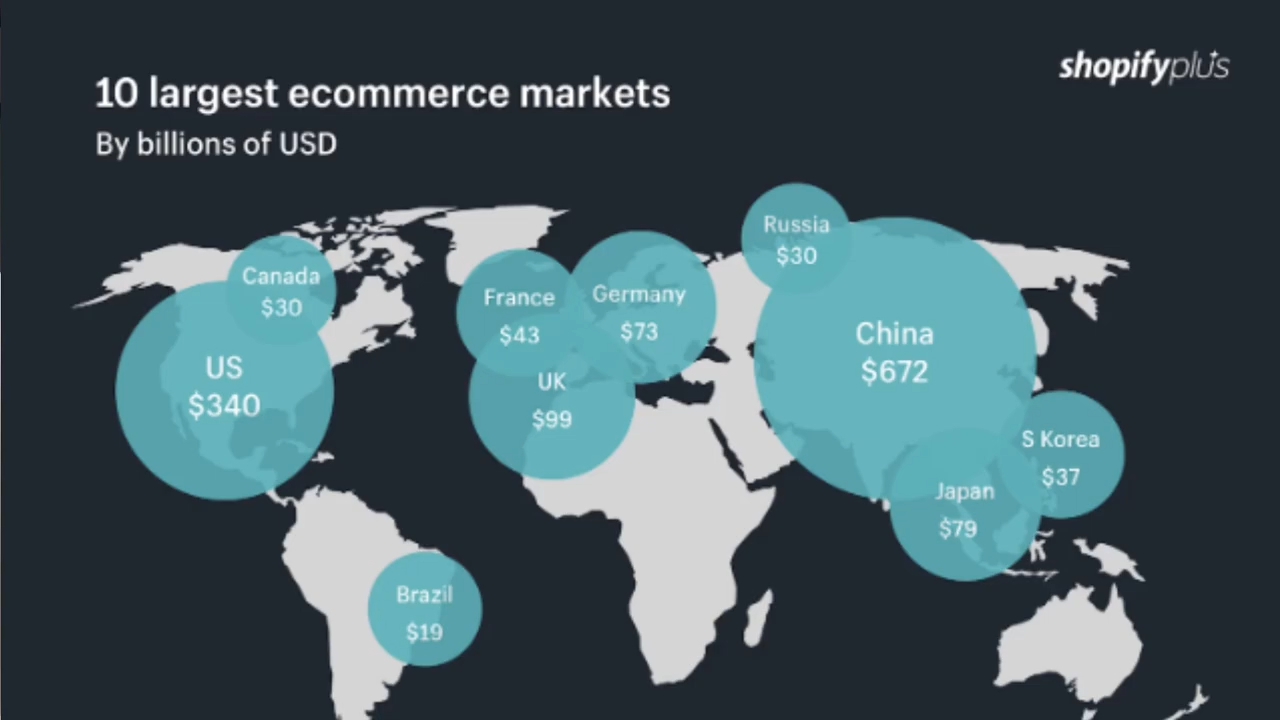 shopifyplus
10 largest ecommerce markets
By billions of USD
Russia
$30
Canada
$30
France
$43
Germany
$73
China
$672
US
$340
UK
$99
S Korea
$37
Japan
$79
Brazil
$19